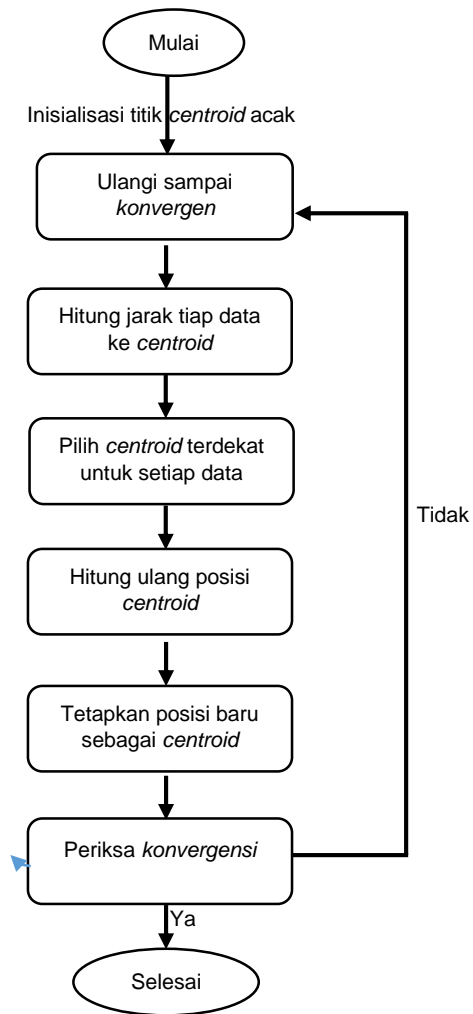 Mulai
Inisialisasi titik centroid acak
Ulangi sampai
konvergen
Hitung jarak tiap data
ke centroid
Pilih centroid terdekat
untuk setiap data
Tidak
Hitung ulang posisi
centroid
Tetapkan posisi baru
sebagai centroid
Periksa konvergensi
Ya
Selesai